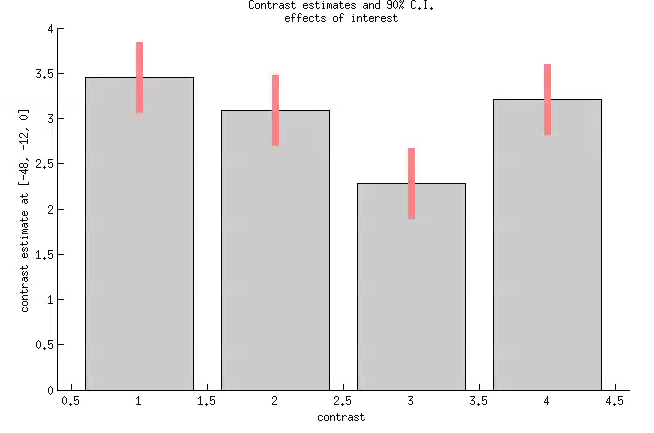 Contrast estimates and 90% C.I.
effects of interest
contrast estimate at [-48, -12, 0]
4
3.5
3
2.5
2
1.5
1
0.5
0
0.5 1 1.5 2 2.5 3 3.5 4 4.5
contrast